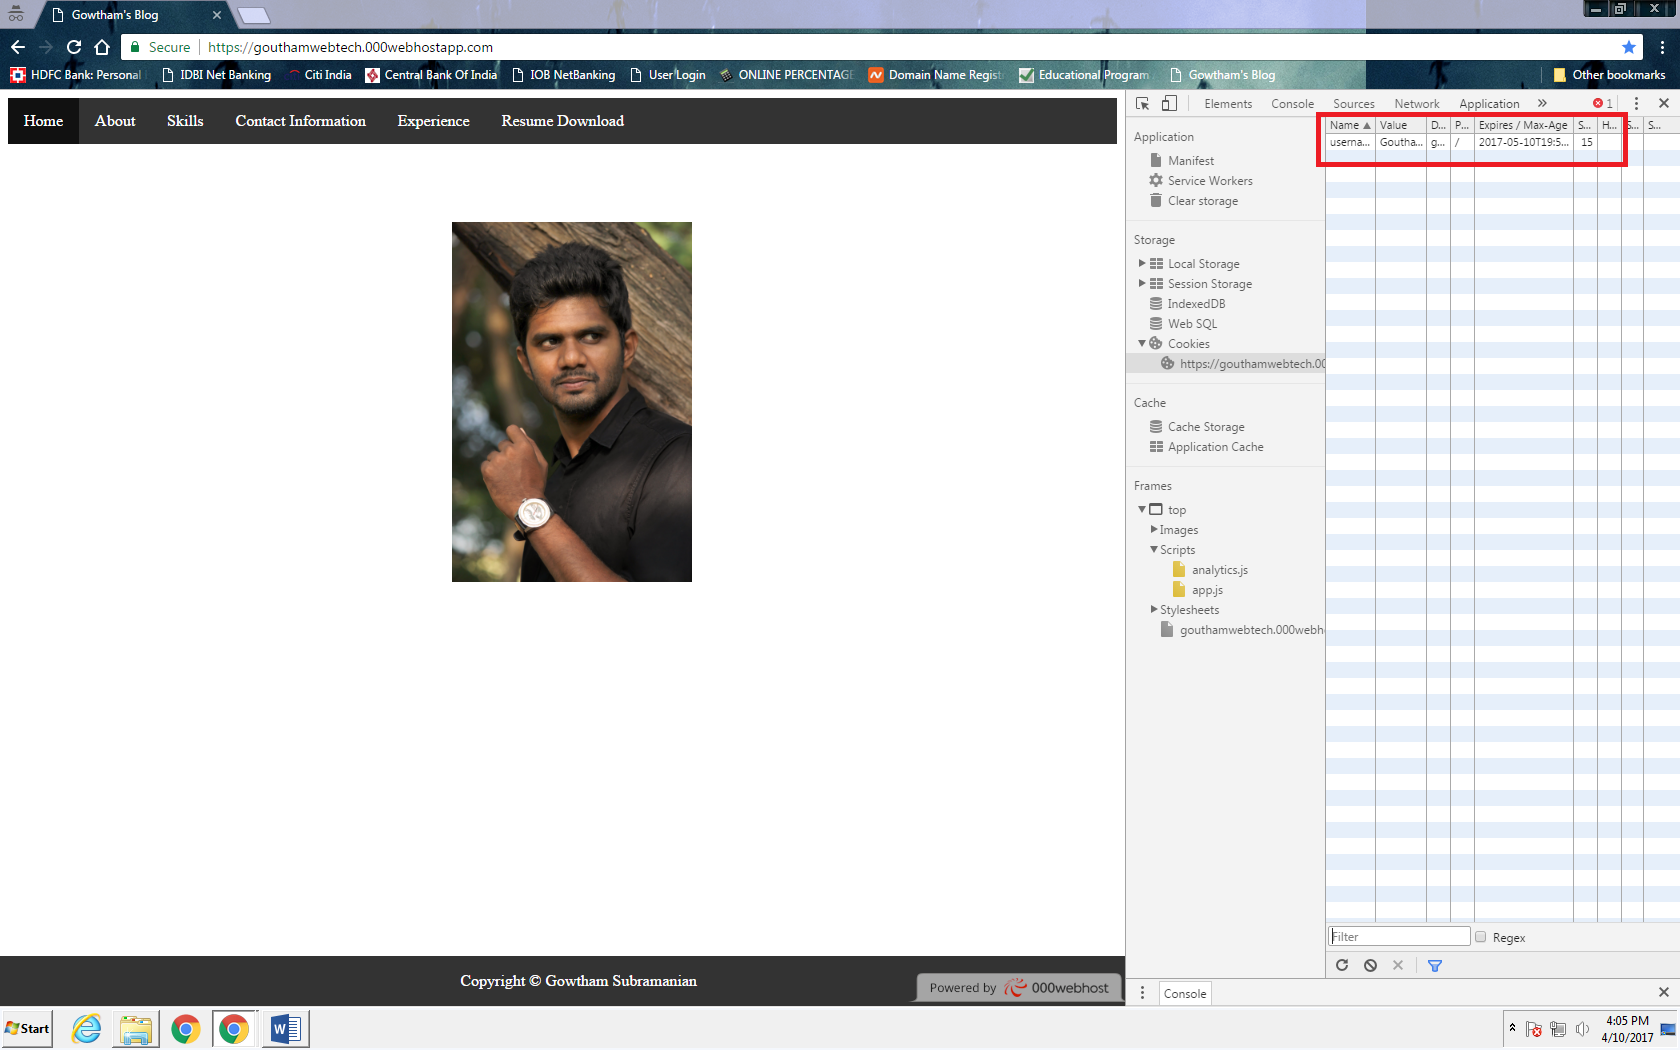 Gowtham's Blog
Secure https://gouthamwebtech.000webhostapp.com
HDFC Bank: Personal IDBI Net Banking Citi India Central Bank Of India IOB NetBanking User Login ONLINE PERCENTAGE Domain Name Regist Educational Program Gowtham's Blog Other bookmarks
Home About Skills Contact Information Experience Resume Download
Elements Console Sources Network Application » 1
Application
Manifest
Service Workers
Clear storage
Storage
Local Storage
Session Storage
IndexedDB
Web SQL
Cookies
https://gouthamwebtech.00
Cache
Cache Storage
Application Cache
Frames
top
Images
Scripts
analytics.js
app.js
Stylesheets
gouthamwebtech.000webh
Name Value D... P... Expires / Max-Age S... H... S... S...
userna... Goutha... g... / 2017-05-10T19:5... 15
Filter Regex
Console
Copyright © Gowtham Subramanian
Powered by 000webhost
Start
4:05 PM
4/10/2017